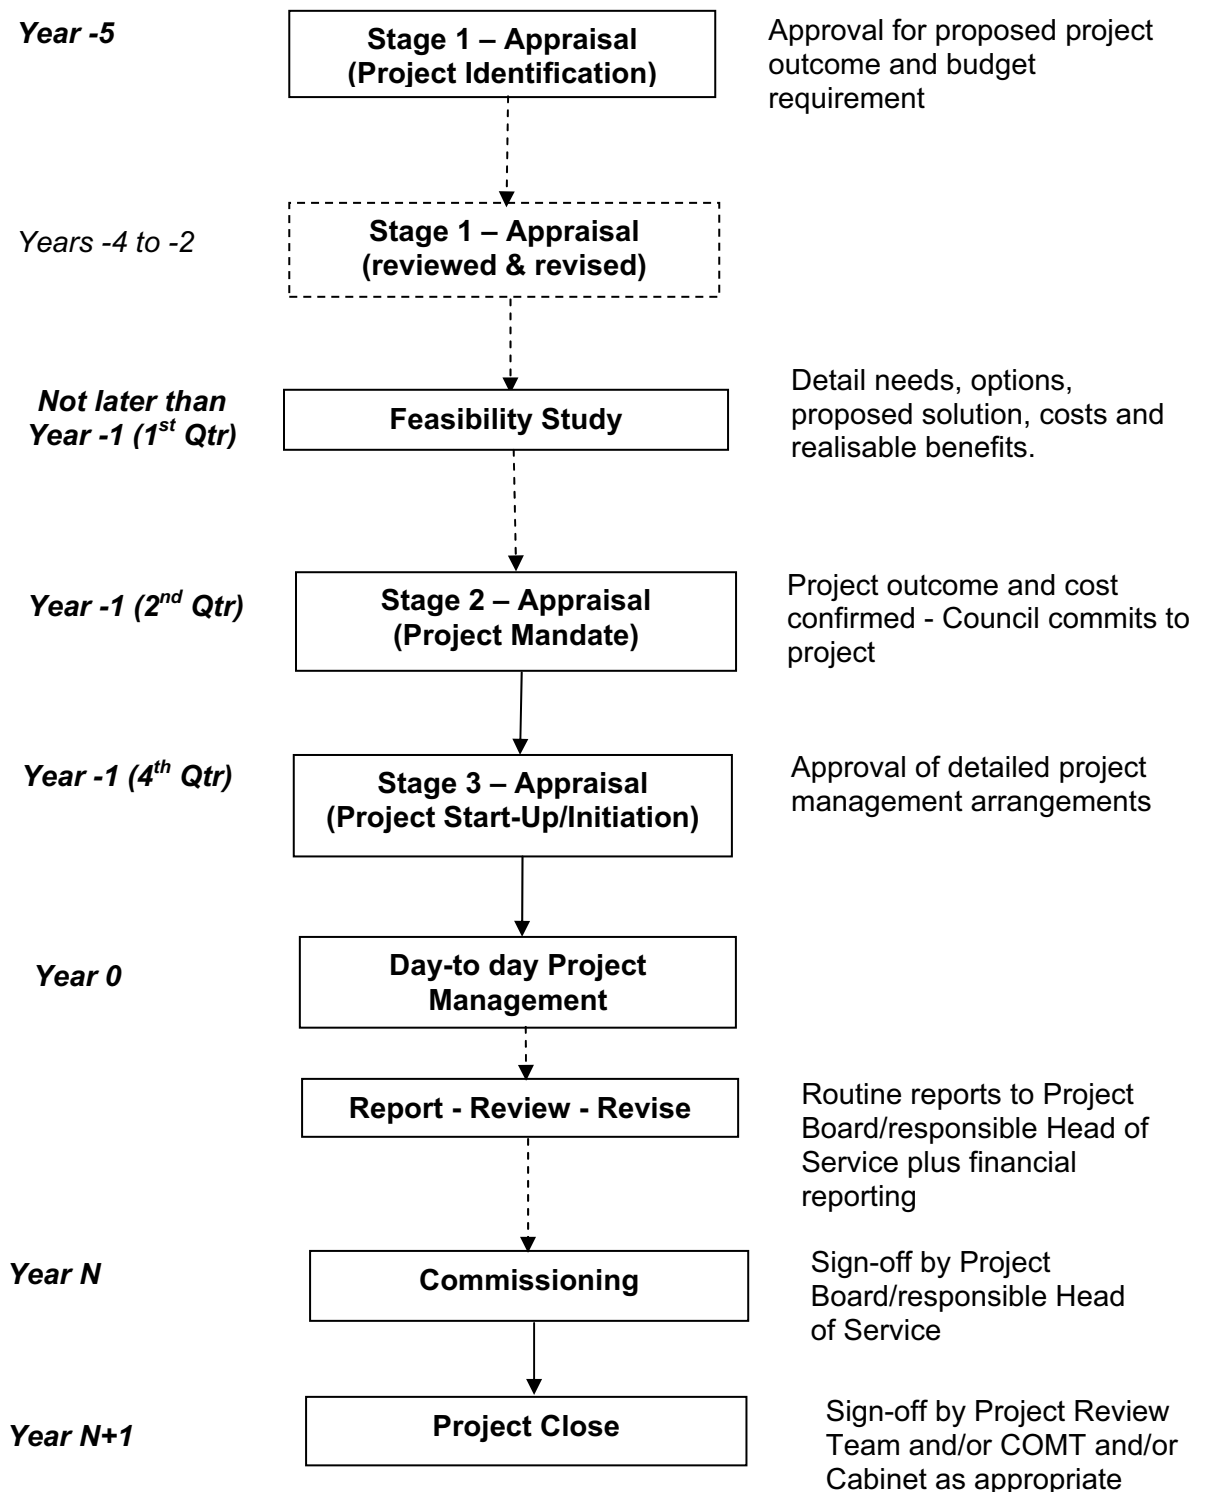 Year -5
Stage 1 – Appraisal
(Project Identification)
Approval for proposed project
outcome and budget
requirement
Years -4 to -2
Stage 1 – Appraisal
(reviewed & revised)
Not later than
Year -1 (1st Qtr)
Feasibility Study
Detail needs, options,
proposed solution, costs and
realisable benefits.
Year -1 (2nd Qtr)
Stage 2 – Appraisal
(Project Mandate)
Project outcome and cost
confirmed - Council commits to
project
Year -1 (4th Qtr)
Stage 3 – Appraisal
(Project Start-Up/Initiation)
Approval of detailed project
management arrangements
Year 0
Day-to day Project
Management
Report - Review - Revise
Routine reports to Project
Board/responsible Head of
Service plus financial
reporting
Year N
Commissioning
Sign-off by Project
Board/responsible Head
of Service
Year N+1
Project Close
Sign-off by Project Review
Team and/or COMT and/or
Cabinet as appropriate